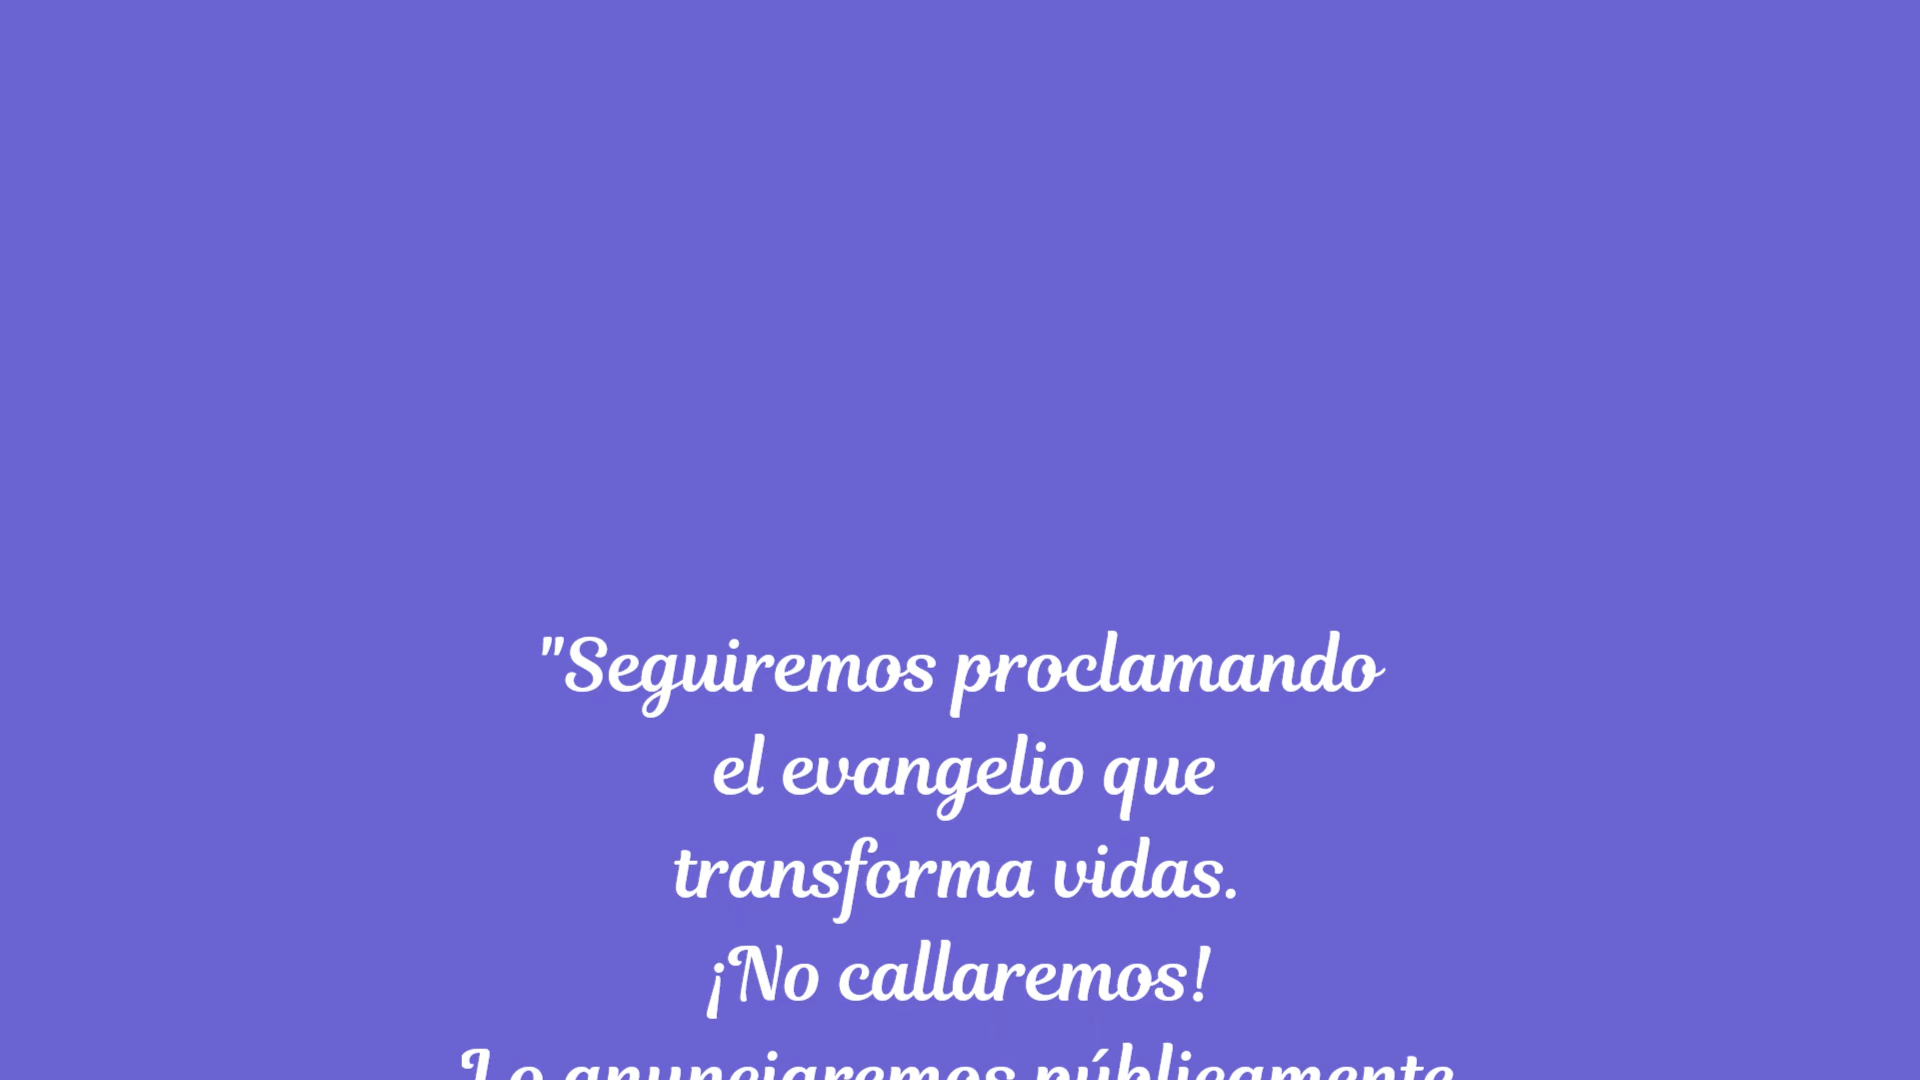 "Seguiremos proclamando
el evangelio que
transforma vidas.
¡No callaremos!
Lo anunciaremos públicamente